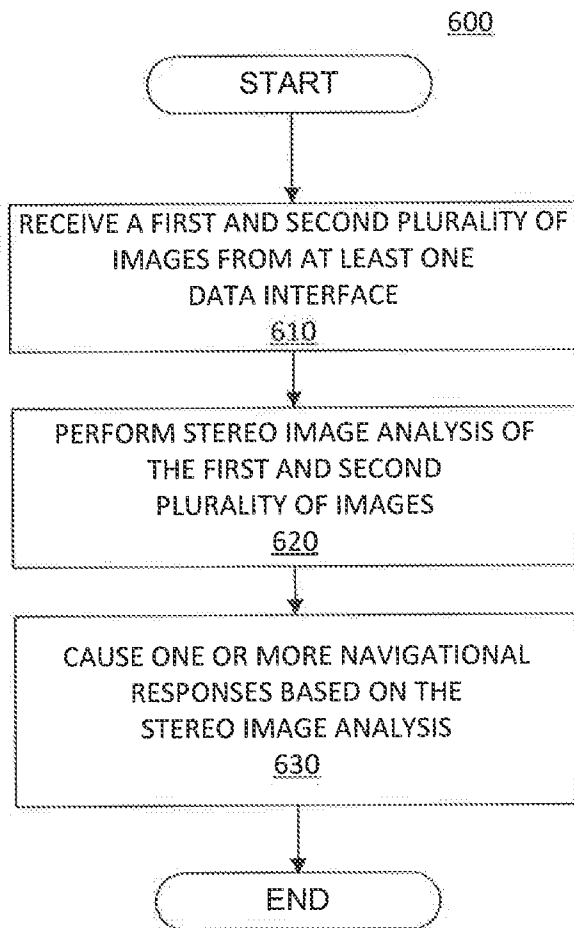 600
START
RECEIVE A FIRST AND SECOND PLURALITY OF
IMAGES FROM AT LEAST ONE
DATA INTERFACE
610
PERFORM STEREO IMAGE ANALYSIS OF
THE FIRST AND SECOND
PLURALITY OF IMAGES
620
CAUSE ONE OR MORE NAVIGATIONAL
RESPONSES BASED ON THE
STEREO IMAGE ANALYSIS
630
END